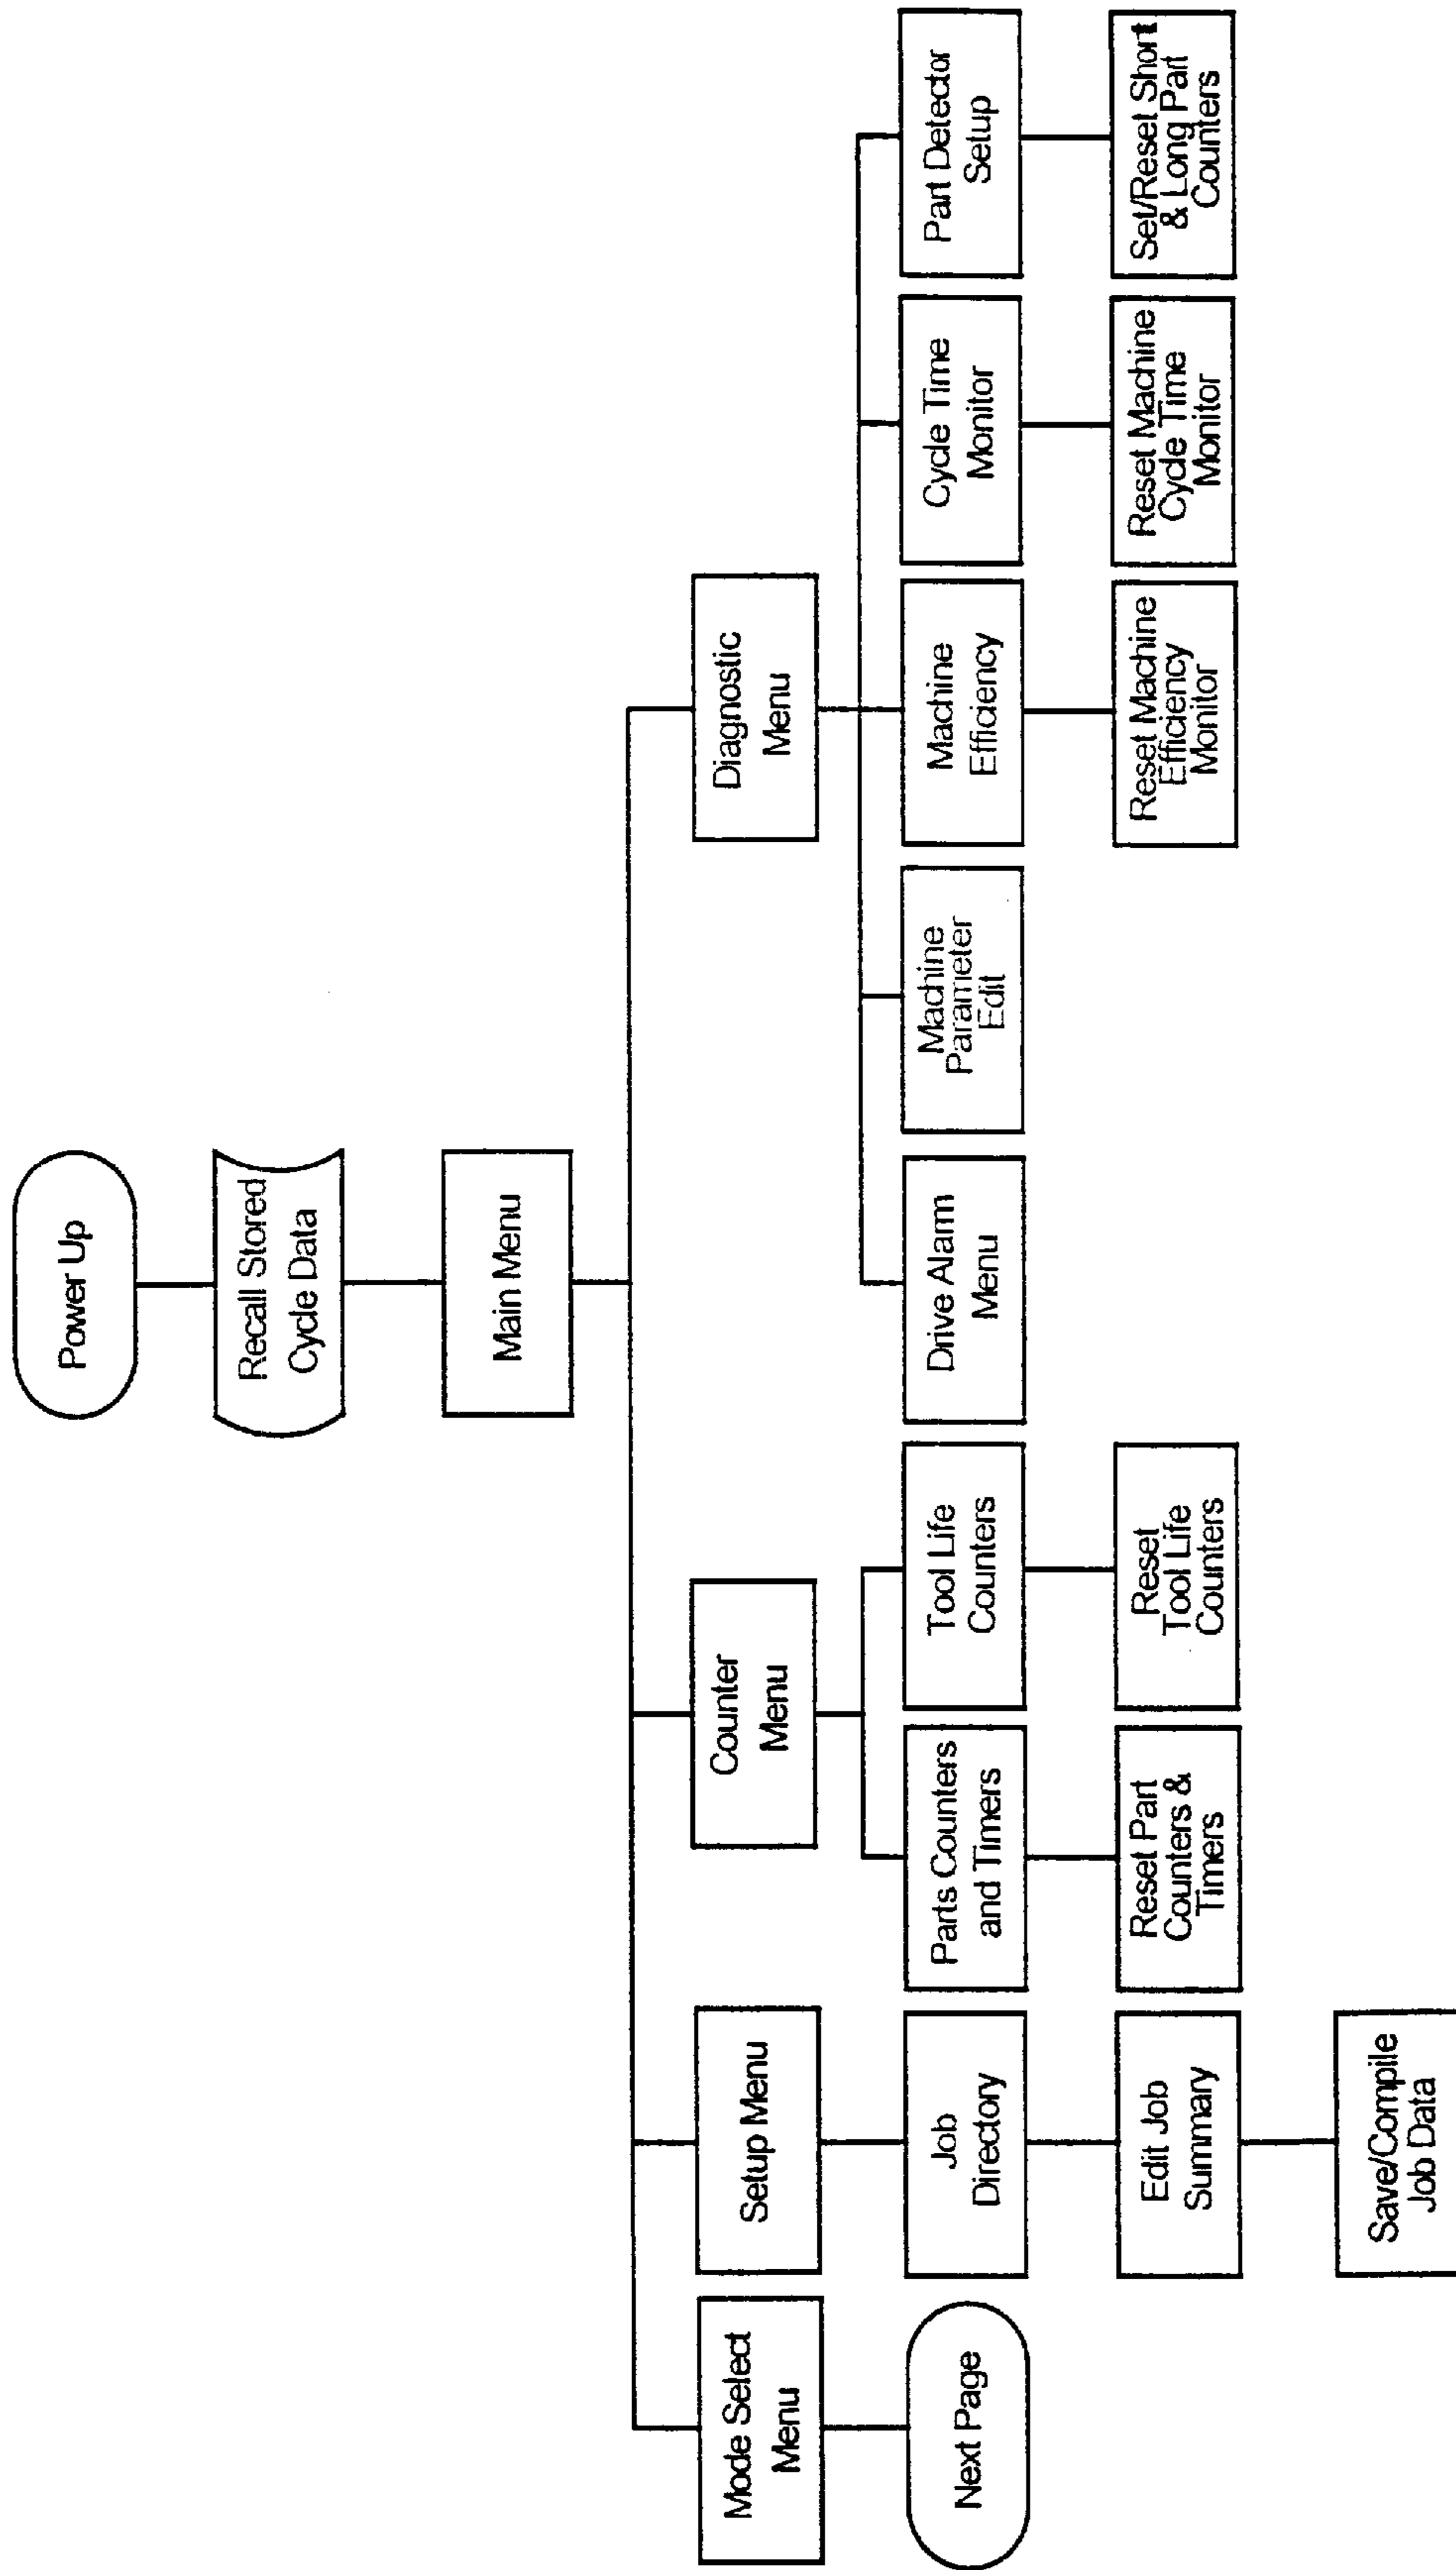 Power Up
Recall Stored
Cycle Data
Main Menu
Mode Select
Menu
Setup Menu
Counter
Menu
Diagnostic
Menu
Next Page
Job
Directory
Parts Counters
and Timers
Tool Life
Counters
Drive Alarm
Menu
Machine
Parameter
Edit
Machine
Efficiency
Cycle Time
Monitor
Part Detector
Setup
Edit Job
Summary
Reset Part
Counters &
Timers
Reset
Tool Life
Counters
Reset Machine
Efficiency
Monitor
Reset Machine
Cycle Time
Monitor
Set/Reset Short
& Long Part
Counters
Save/Compile
Job Data